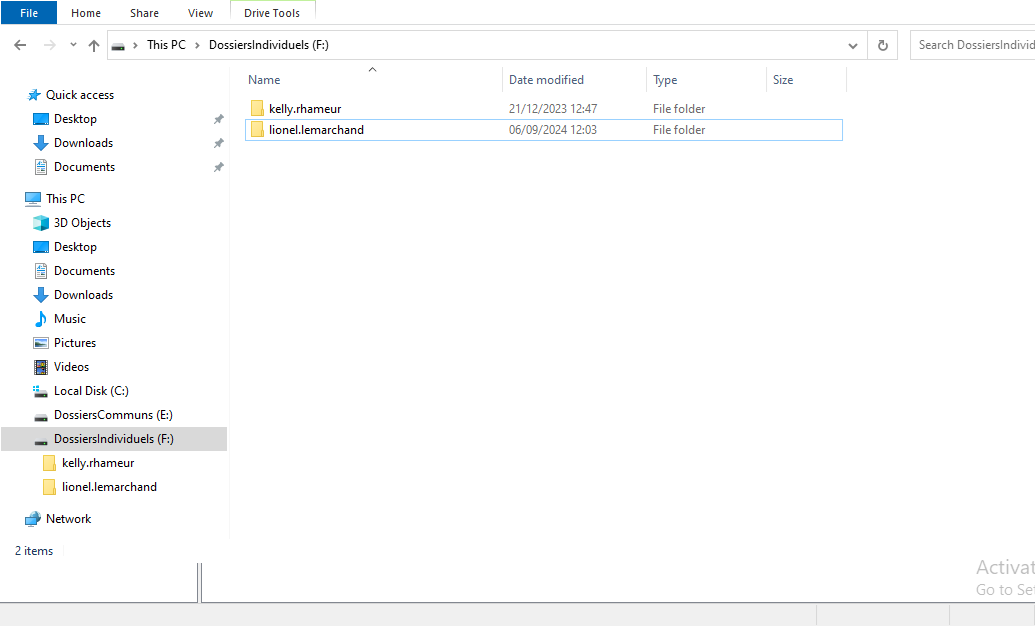 File Home Share View Drive Tools
This PC › DossiersIndividuels (F:) Search DossiersIndivid
Name Date modified Type Size
kelly.rhameur 21/12/2023 12:47 File folder
lionel.lemarchand 06/09/2024 12:03 File folder
Quick access
Desktop
Downloads
Documents
This PC
3D Objects
Desktop
Documents
Downloads
Music
Pictures
Videos
Local Disk (C:)
DossiersCommuns (E:)
DossiersIndividuels (F:)
kelly.rhameur
lionel.lemarchand
Network
2 items
Activat
Go to Set